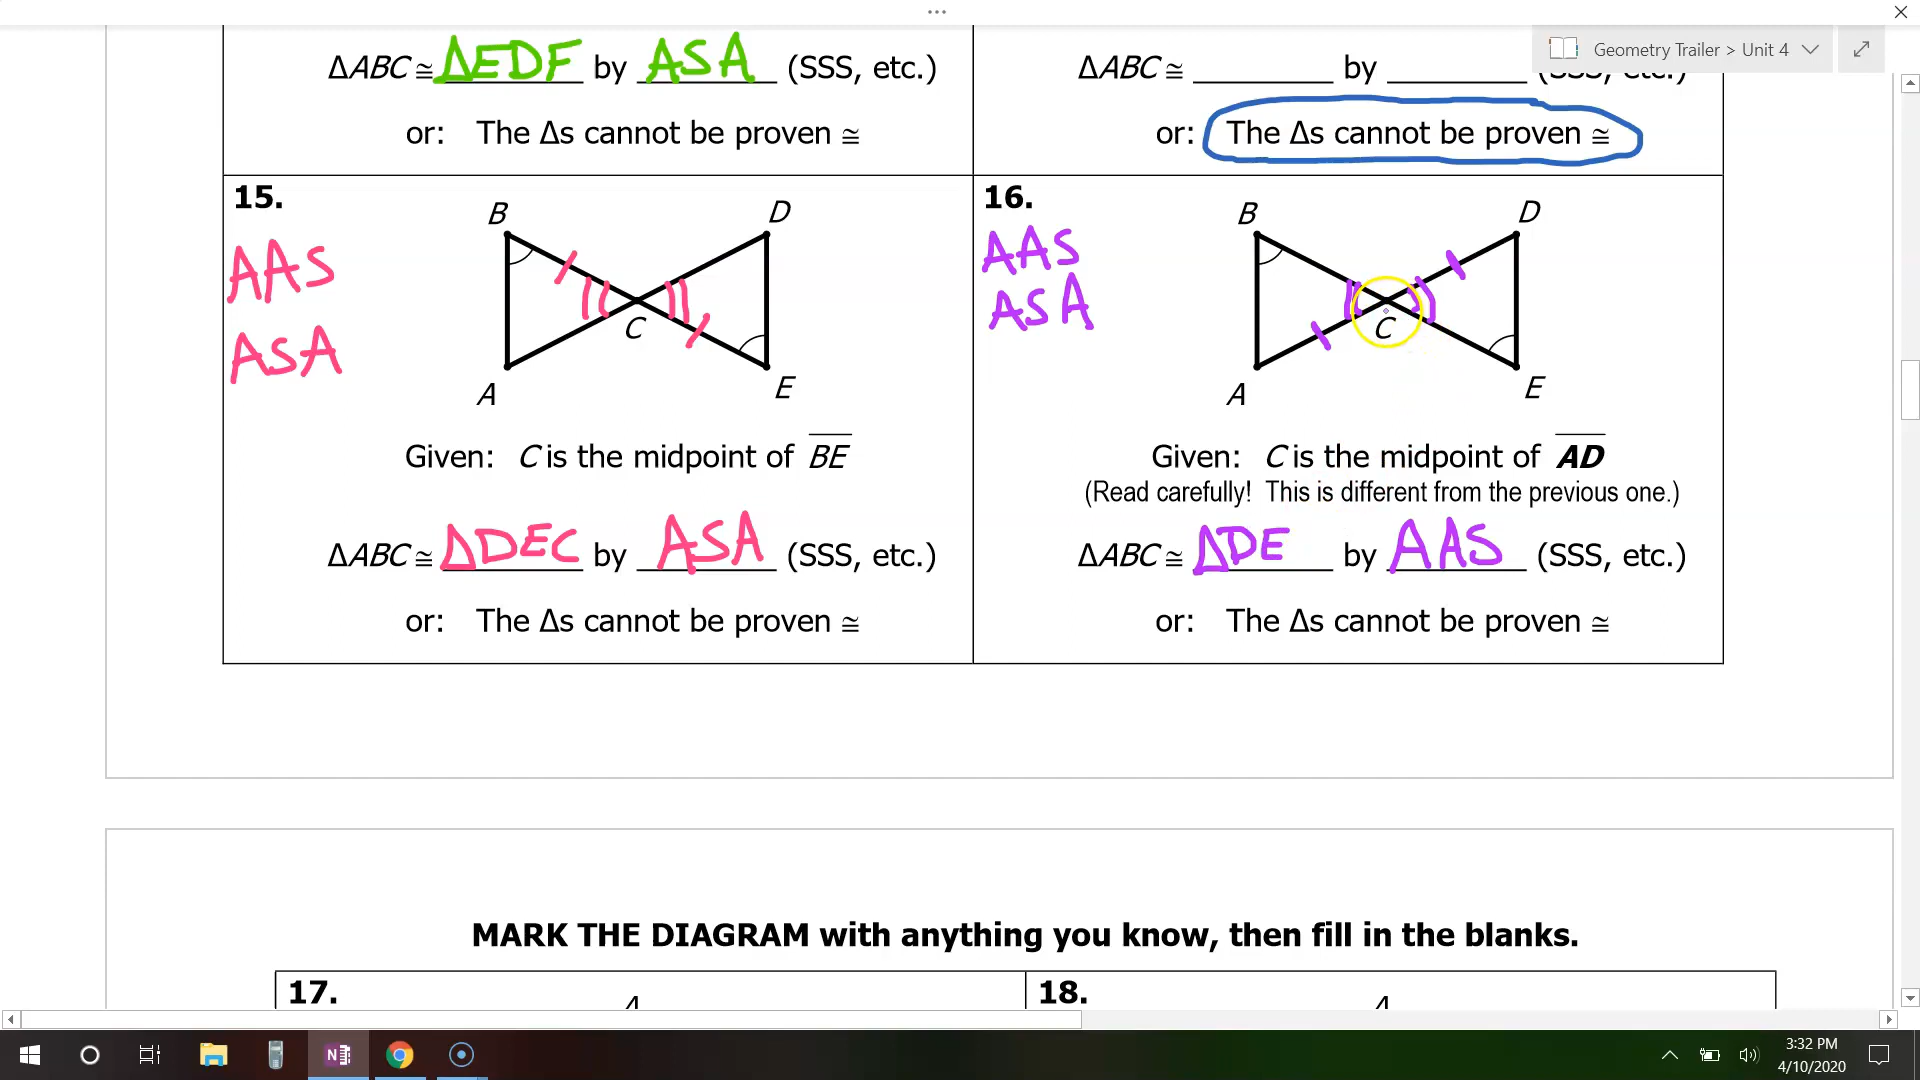 Geometry Trailer > Unit 4
ΔABC ≅ ΔEDF by ASA (SSS, etc.)
or: The Δs cannot be proven ≅
ΔABC ≅ ________ by ________ (SSS, etc.)
or: The Δs cannot be proven ≅
15.
AAS
ASA
B
D
C
A
E
Given: C is the midpoint of BE
ΔABC ≅ ΔDEC by ASA (SSS, etc.)
or: The Δs cannot be proven ≅
16.
AAS
ASA
B
D
C
A
E
Given: C is the midpoint of AD
(Read carefully! This is different from the previous one.)
ΔABC ≅ ΔDE by AAS (SSS, etc.)
or: The Δs cannot be proven ≅
MARK THE DIAGRAM with anything you know, then fill in the blanks.
17.
A
18.
A
3:32 PM
4/10/2020